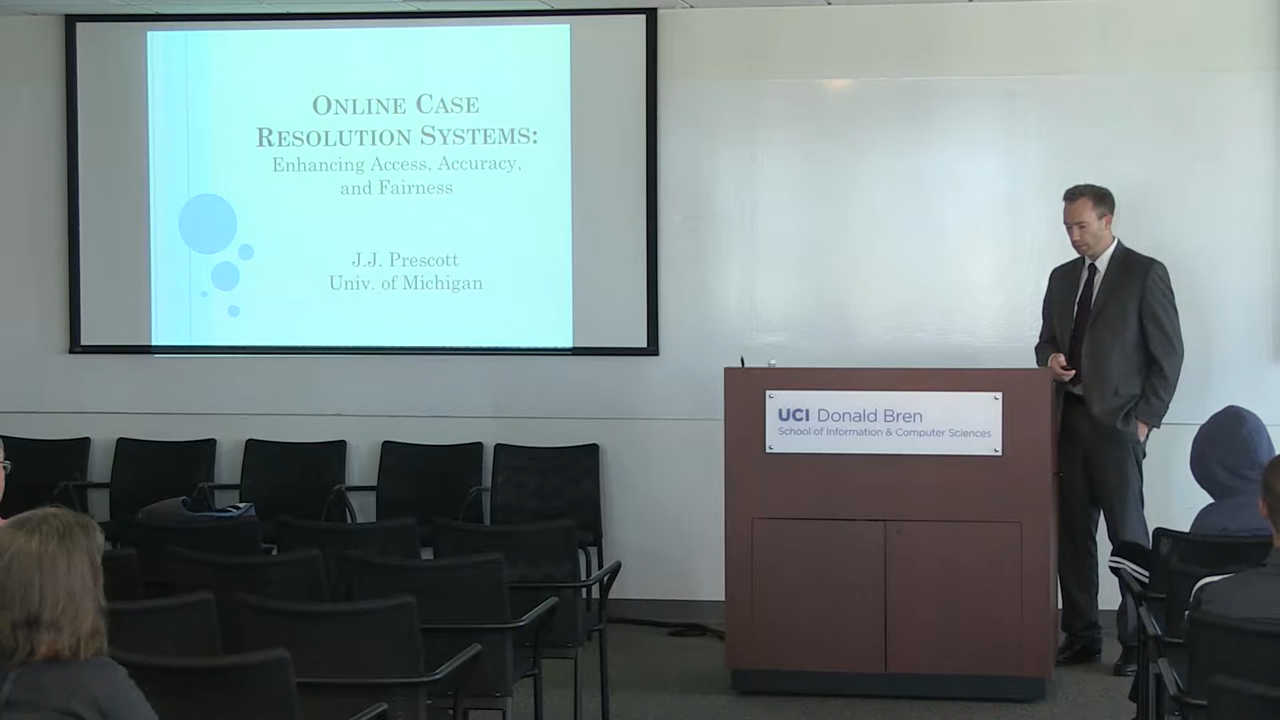 ONLINE CASE
RESOLUTION SYSTEMS:
Enhancing Access, Accuracy,
and Fairness
J.J. Prescott
Univ. of Michigan
UCI Donald Bren
School of Information & Computer Sciences